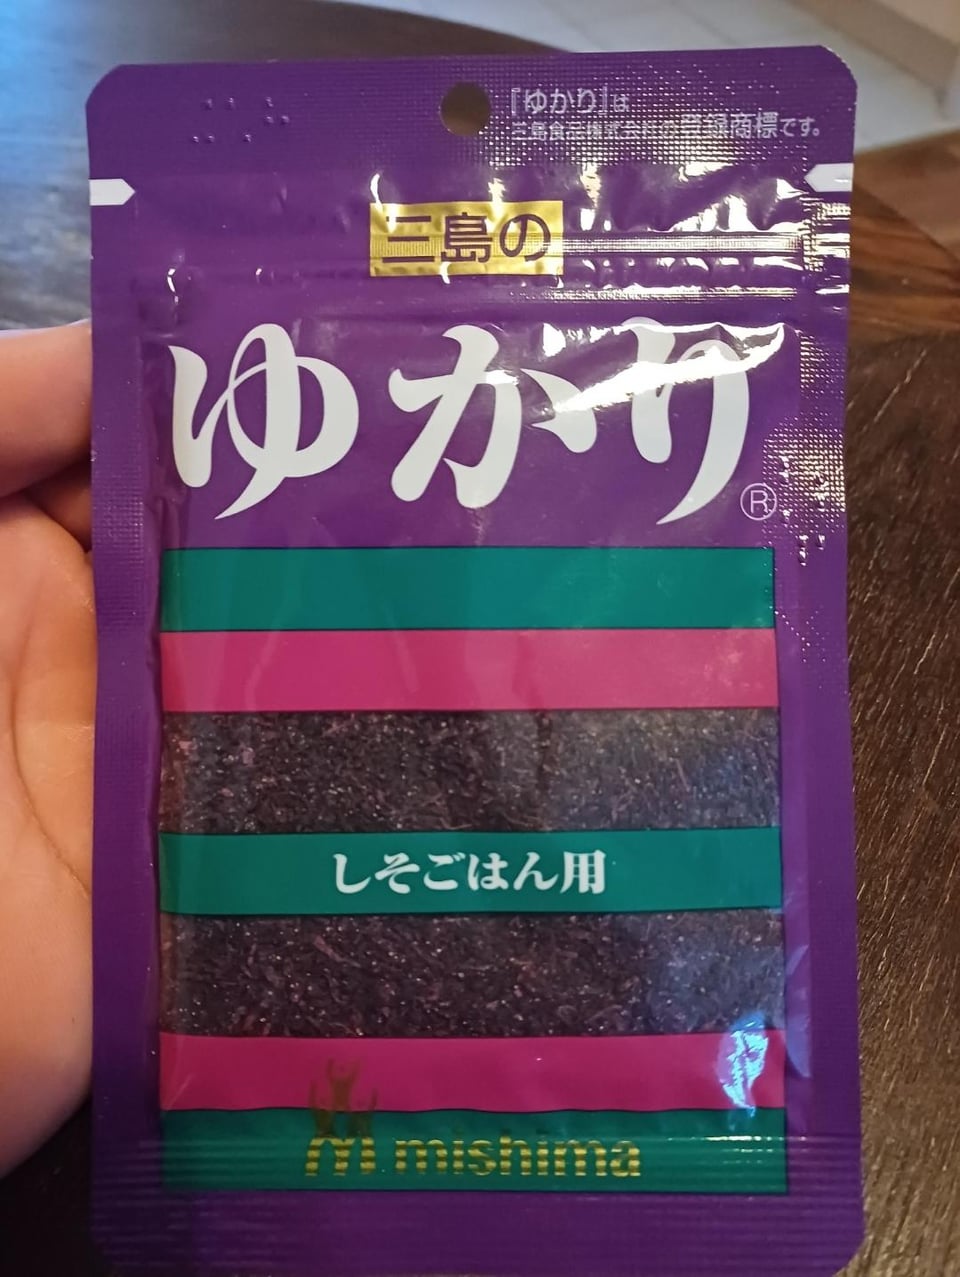 『ゆかり』は
三島食品株式会社の登録商標です。
三島の
ゆかり
®
しそごはん用
mishima